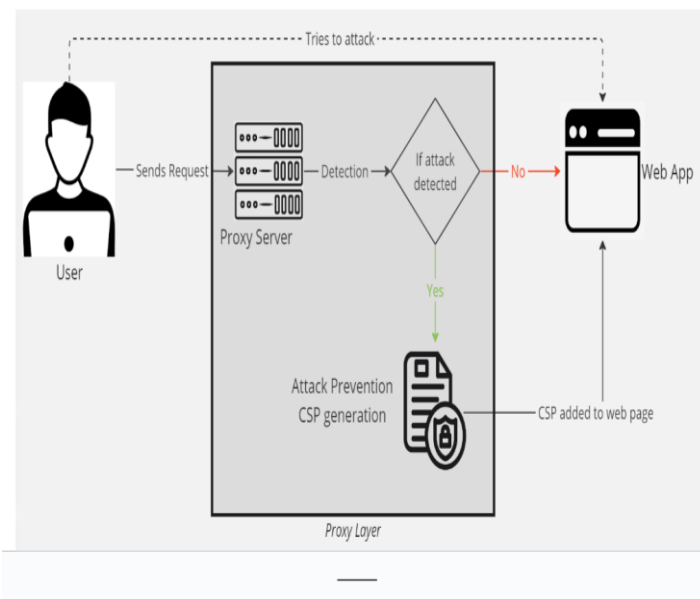 Tries to attack
Sends Request
Detection
If attack
detected
No
Web App
Proxy Server
User
Yes
Attack Prevention
CSP generation
CSP added to web page
Proxy Layer